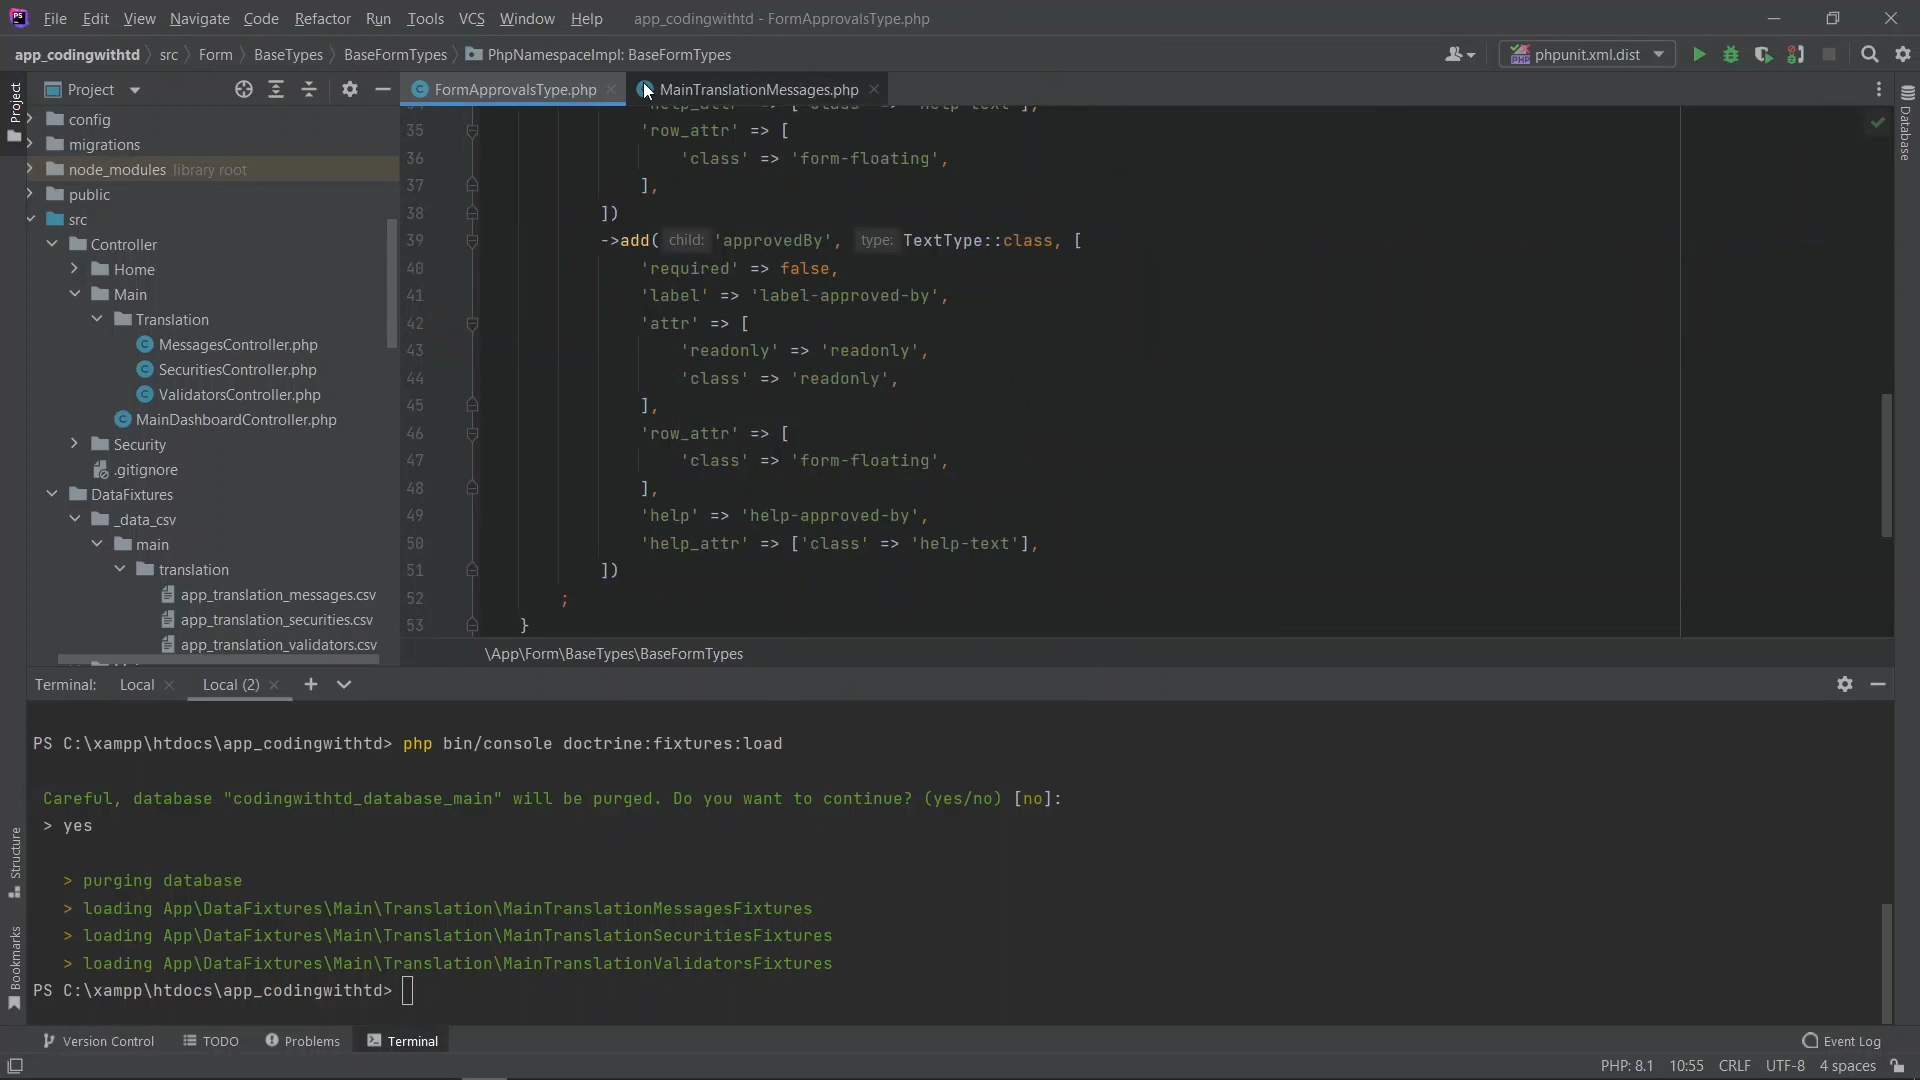 PS File Edit View Navigate Code Refactor Run Tools VCS Window Help app_codingwithtd - FormApprovalsType.php
app_codingwithtd src Form BaseTypes BaseFormTypes PhpNamespaceImpl: BaseFormTypes phpunit.xml.dist
Project
Project
FormApprovalsType.php
MainTranslationMessages.php
Database
config
migrations
node_modules library root
public
src
Controller
Home
Main
Translation
MessagesController.php
SecuritiesController.php
ValidatorsController.php
MainDashboardController.php
Security
.gitignore
DataFixtures
_data_csv
main
translation
app_translation_messages.csv
app_translation_securities.csv
app_translation_validators.csv
35 'row_attr' => [
36 'class' => 'form-floating',
37 ],
38 ])
39 ->add( child: 'approvedBy', type: TextType::class, [
40 'required' => false,
41 'label' => 'label-approved-by',
42 'attr' => [
43 'readonly' => 'readonly',
44 'class' => 'readonly',
45 ],
46 'row_attr' => [
47 'class' => 'form-floating',
48 ],
49 'help' => 'help-approved-by',
50 'help_attr' => ['class' => 'help-text'],
51 ])
52 ;
53 }
\App\Form\BaseTypes\BaseFormTypes
Terminal: Local Local (2)
PS C:\xampp\htdocs\app_codingwithtd> php bin/console doctrine:fixtures:load
Careful, database "codingwithtd_database_main" will be purged. Do you want to continue? (yes/no) [no]:
> yes
> purging database
> loading App\DataFixtures\Main\Translation\MainTranslationMessagesFixtures
> loading App\DataFixtures\Main\Translation\MainTranslationSecuritiesFixtures
> loading App\DataFixtures\Main\Translation\MainTranslationValidatorsFixtures
PS C:\xampp\htdocs\app_codingwithtd>
Structure
Bookmarks
Version Control TODO Problems Terminal Event Log
PHP: 8.1 10:55 CRLF UTF-8 4 spaces